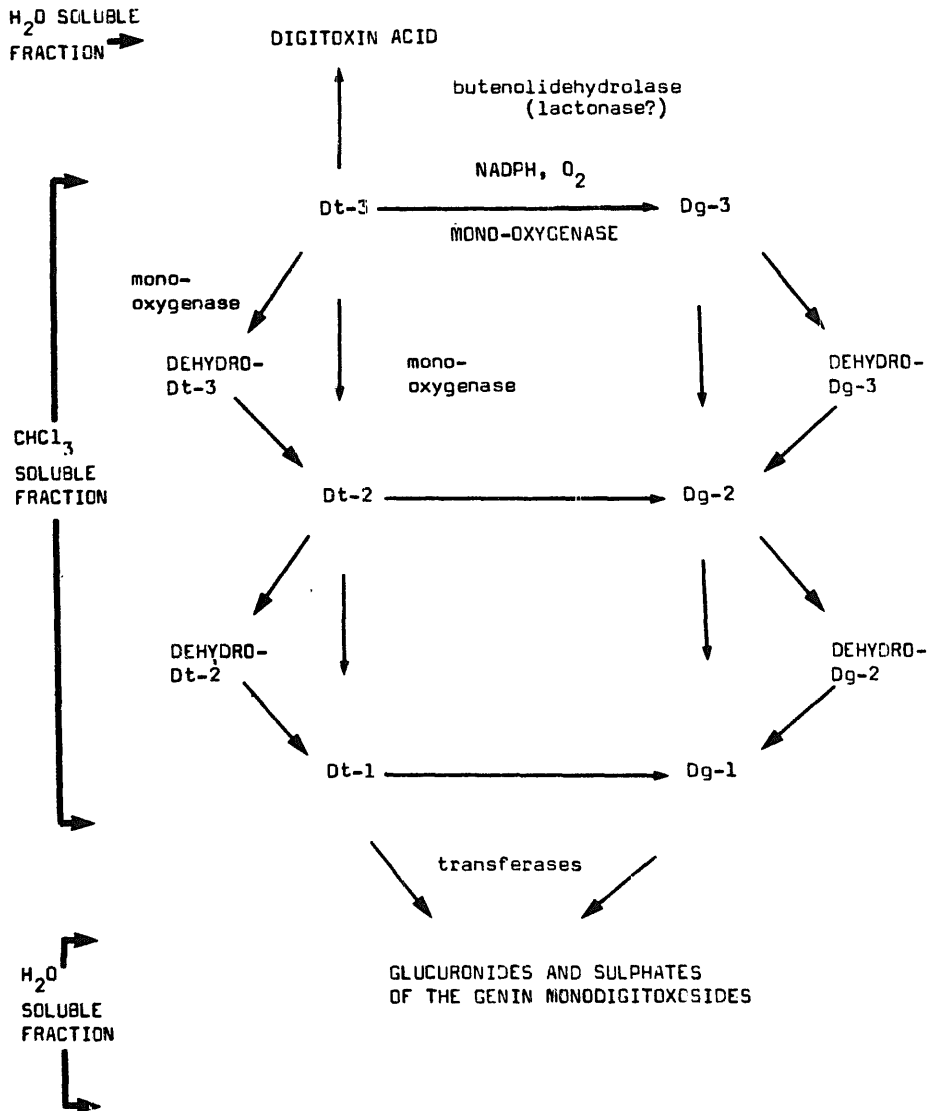 H₂O SOLUBLE
FRACTION
DIGITOXIN ACID
butenolidehydrolase
(lactonase?)
NADPH, O₂
Dt-3
Dg-3
MONO-OXYGENASE
mono-
oxygenase
DEHYDRO-
Dt-3
mono-
oxygenase
DEHYDRO-
Dg-3
CHCl₃
SOLUBLE
FRACTION
Dt-2
Dg-2
DEHYDRO-
Dt-2
DEHYDRO-
Dg-2
Dt-1
Dg-1
transferases
H₂O
SOLUBLE
FRACTION
GLUCURONIDES AND SULPHATES
OF THE GENIN MONODIGITOXOSIDES